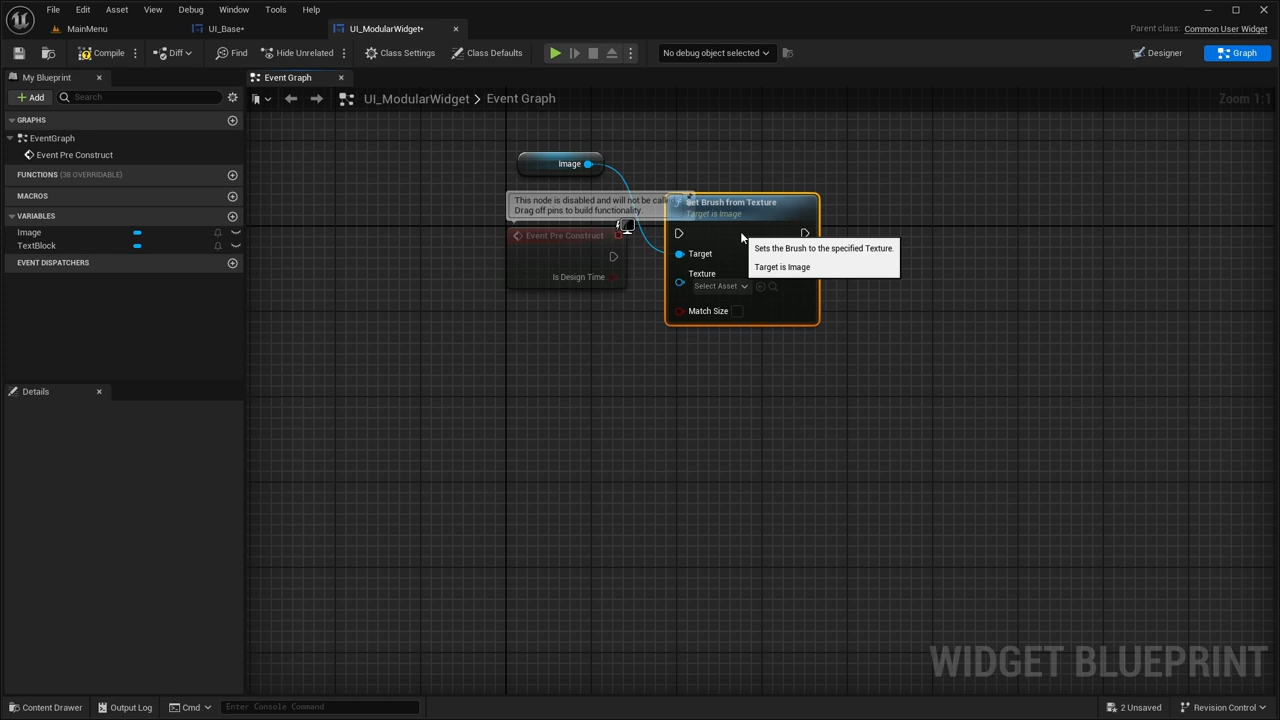 File Edit Asset View Debug Window Tools Help
MainMenu UI_Base* UI_ModularWidget* Parent class: Common User Widget
Compile Diff Find Hide Unrelated Class Settings Class Defaults No debug object selected Designer Graph
My Blueprint Event Graph
Add Search UI_ModularWidget > Event Graph Zoom 1:1
GRAPHS
EventGraph
Event Pre Construct
FUNCTIONS (38 OVERRIDABLE)
MACROS
VARIABLES
Image
TextBlock
EVENT DISPATCHERS
Details
Image
This node is disabled and will not be
Drag off pins to build functionality.
Event Pre Construct
Is Design Time
Set Brush from Texture
Target is Image
Target
Texture
Select Asset
Match Size
Sets the Brush to the specified Texture.
Target is Image
WIDGET BLUEPRINT
Content Drawer Output Log Cmd Enter Console Command 2 Unsaved Revision Control